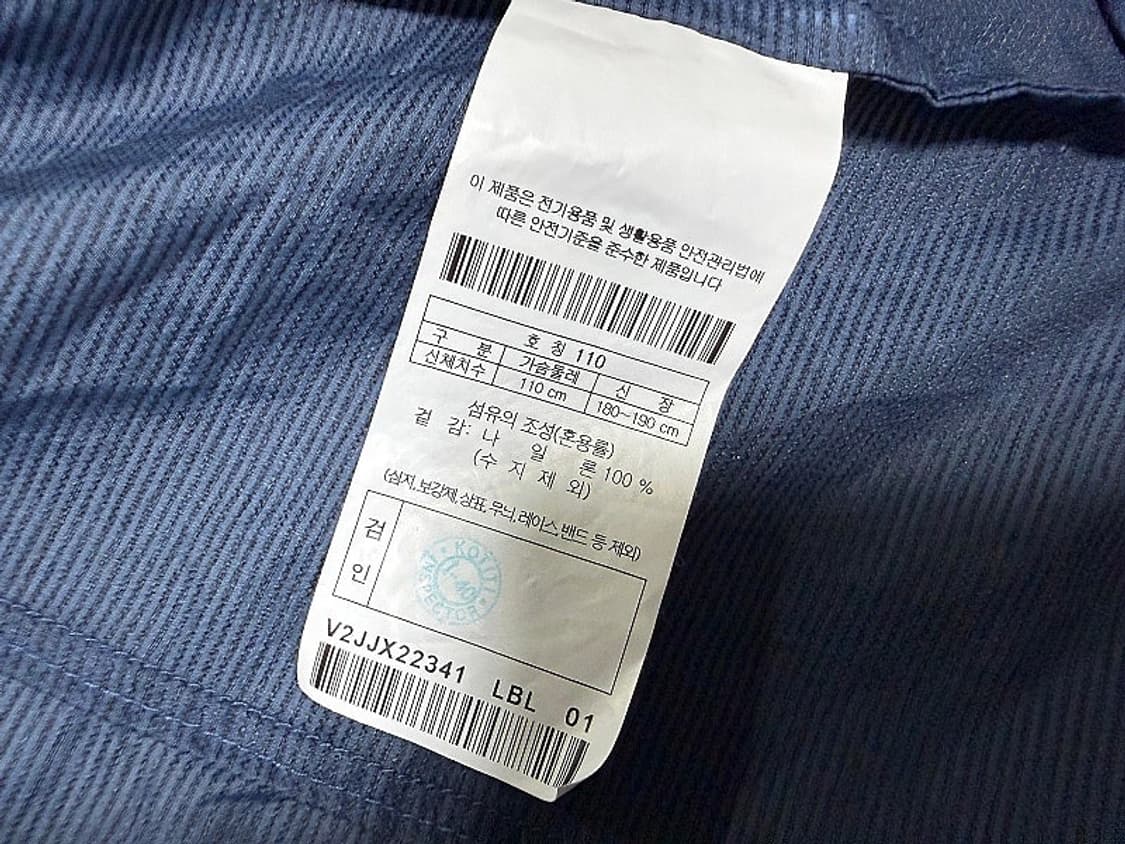 이 제품은 전기용품 및 생활용품 안전관리법에
따른 안전기준을 준수한 제품입니다
호 칭 110
구 분 가슴둘레 신 장
신체치수 110 cm 180~190 cm
섬유의 조성(혼용률)
겉 감: 나 일 론 100 %
(수 지 제 외)
(심지,보강재,상표,무늬,레이스,밴드 등 제외)
검
인
INSPECTOR
V2JJX22341 LBL 01